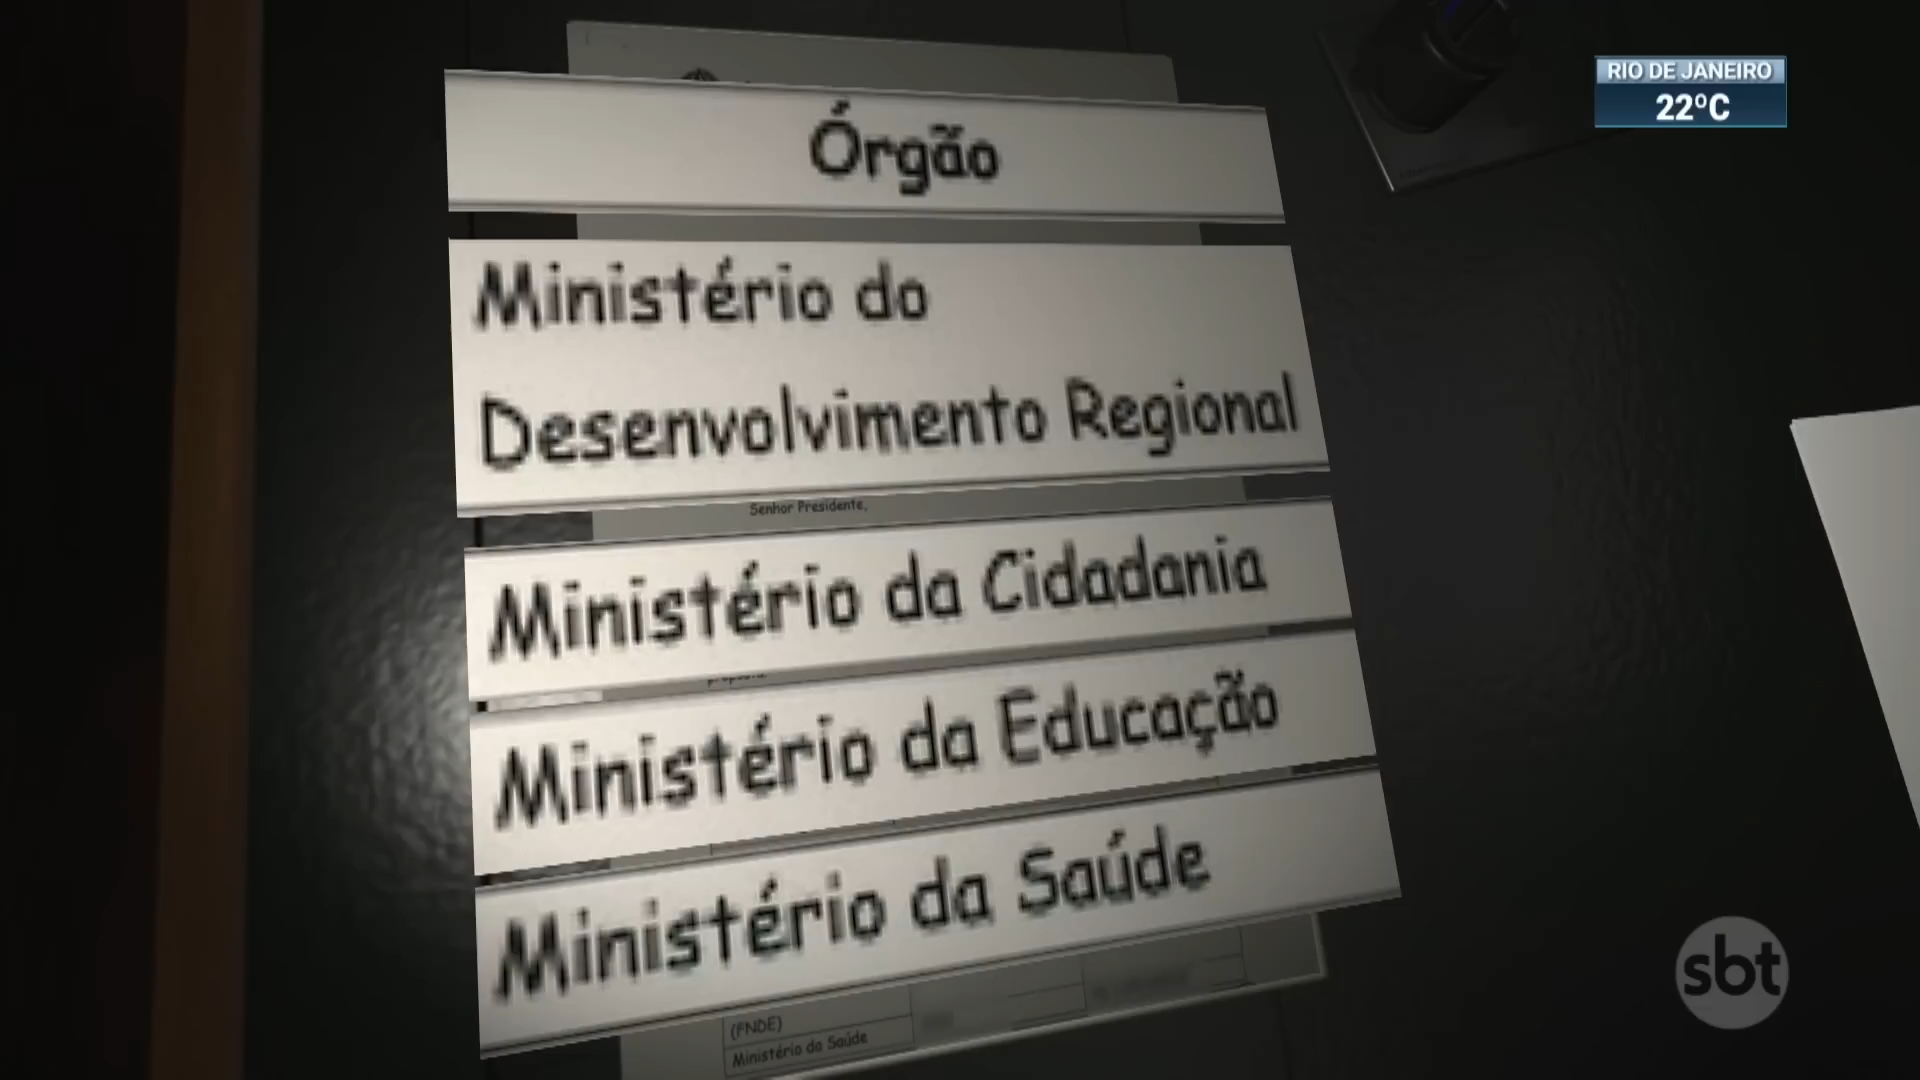 RIO DE JANEIRO
22ºC
Órgão
Ministério do
Desenvolvimento Regional
Senhor Presidente,
Ministério da Cidadania
Ministério da Educação
Ministério da Saúde
(FNDE)
Ministério da Saúde
sbt